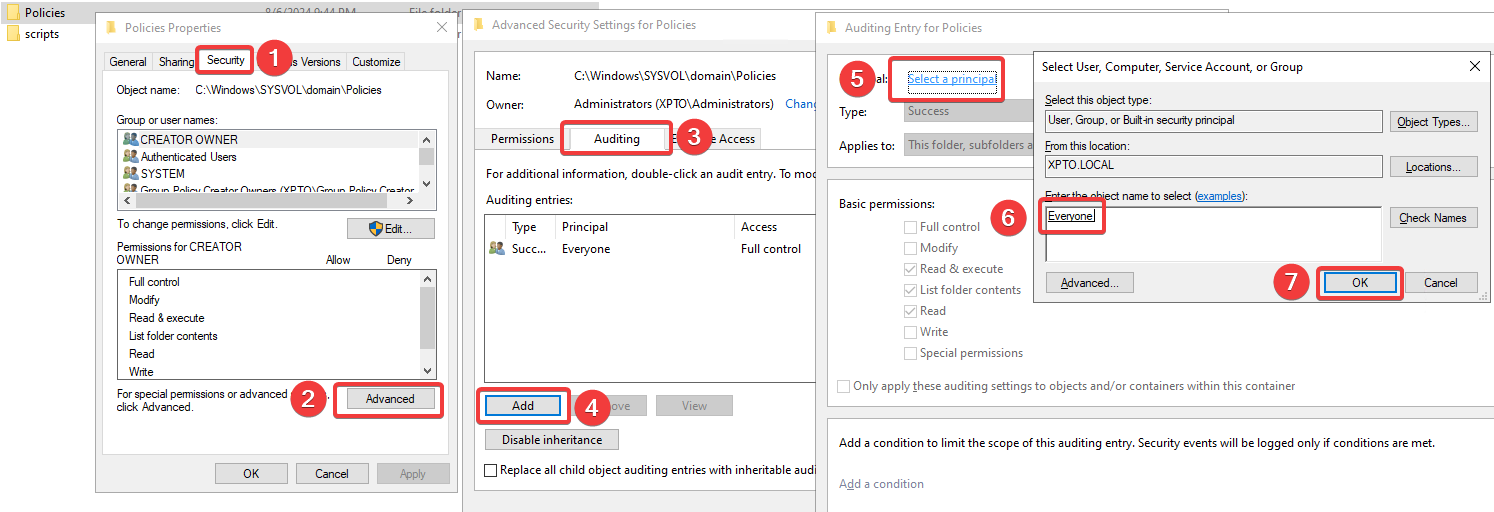 Policies
8/6/2024 9:44 PM
File folder
scripts
Policies Properties
1
General
Sharing
Security
s Versions
Customize
Object name: C:\Windows\SYSVOL\domain\Policies
Group or user names:
CREATOR OWNER
Authenticated Users
SYSTEM
Group Policy Creator Owners (XPTO\Group Policy Creator
To change permissions, click Edit.
Edit...
Permissions for CREATOR
OWNER
Allow
Deny
Full control
Modify
Read & execute
List folder contents
Read
Write
For special permissions or advanced
click Advanced.
2
Advanced
OK
Cancel
Apply
Advanced Security Settings for Policies
Name: C:\Windows\SYSVOL\domain\Policies
Owner: Administrators (XPTO\Administrators) Chang
Permissions
Auditing
3
Access
For additional information, double-click an audit entry. To mod
Auditing entries:
Type Principal Access
Succ... Everyone Full control
Add
4
ove
View
Disable inheritance
Replace all child object auditing entries with inheritable audi
Auditing Entry for Policies
5
al: Select a principal
Type: Success
Applies to: This folder, subfolders a
Basic permissions:
Full control
Modify
Read & execute
List folder contents
Read
Write
Special permissions
Only apply these auditing settings to objects and/or containers within this container
Add a condition to limit the scope of this auditing entry. Security events will be logged only if conditions are met.
Add a condition
Select User, Computer, Service Account, or Group
Select this object type:
User, Group, or Built-in security principal
Object Types...
From this location:
XPTO.LOCAL
Locations...
Enter the object name to select (examples):
6
Everyone
Check Names
Advanced...
7
OK
Cancel